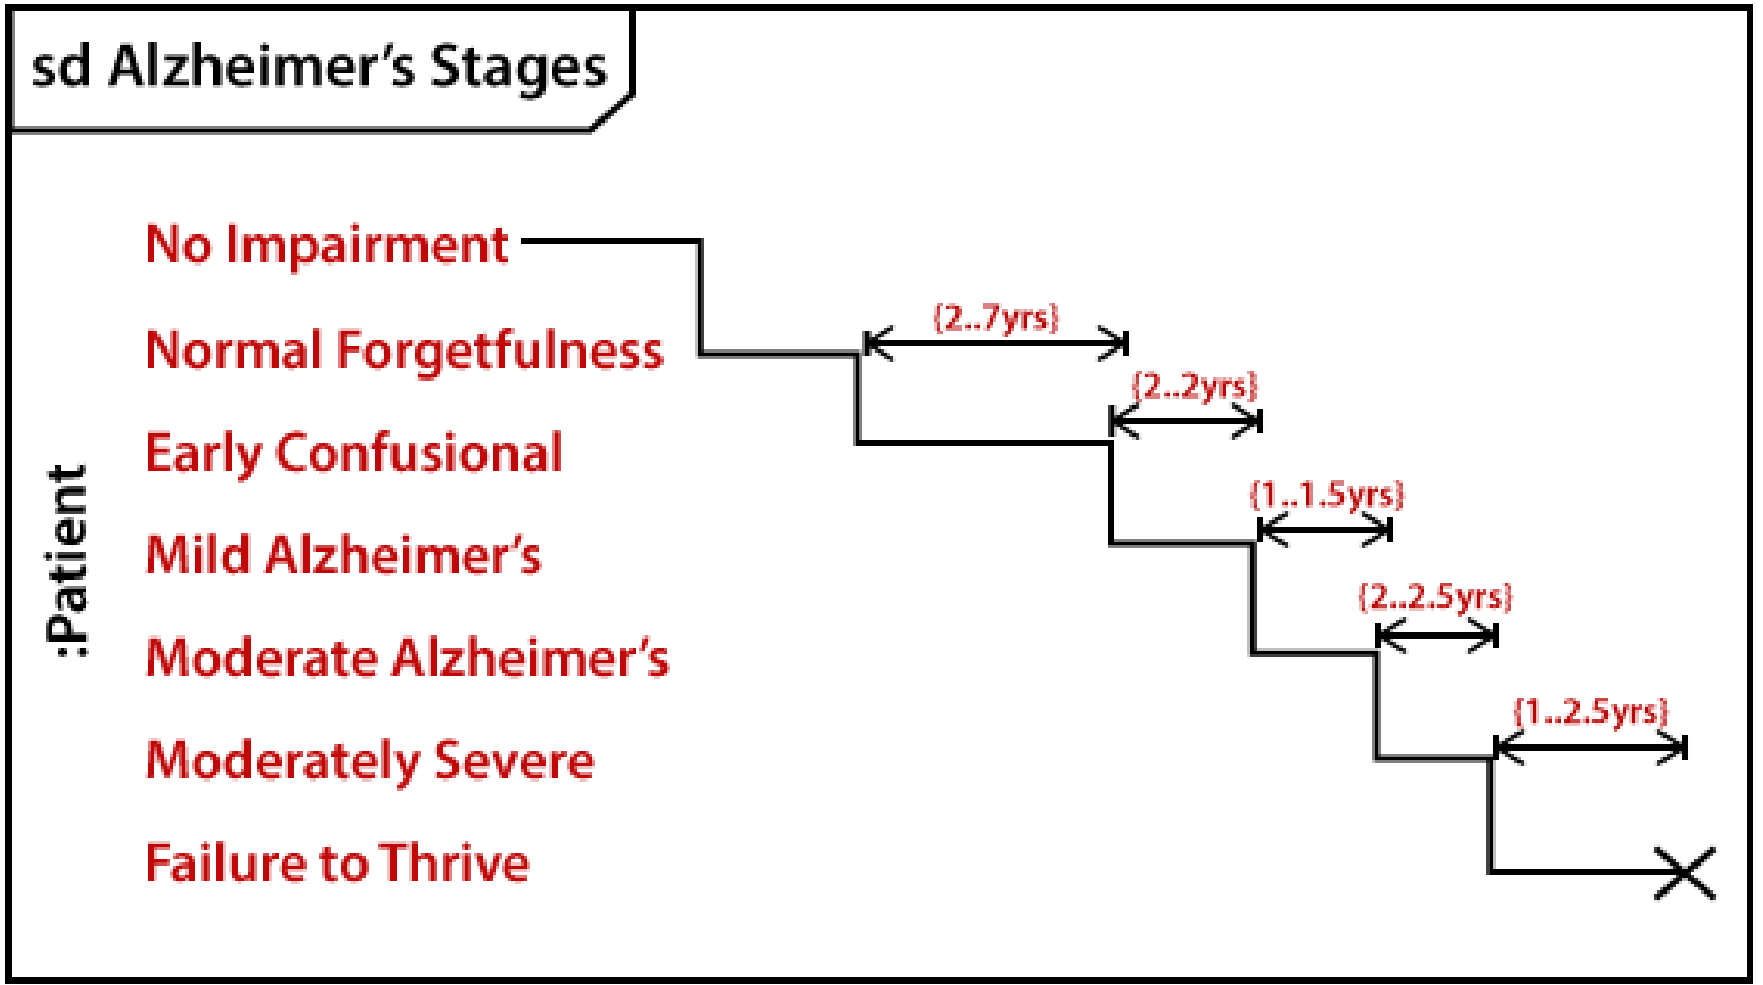 sd Alzheimer's Stages
No Impairment
Normal Forgetfulness
{2..7yrs}
{2..2yrs}
Early Confusional
{1..1.5yrs}
Mild Alzheimer's
{2..2.5yrs}
:Patient
Moderate Alzheimer's
{1..2.5yrs}
Moderately Severe
Failure to Thrive